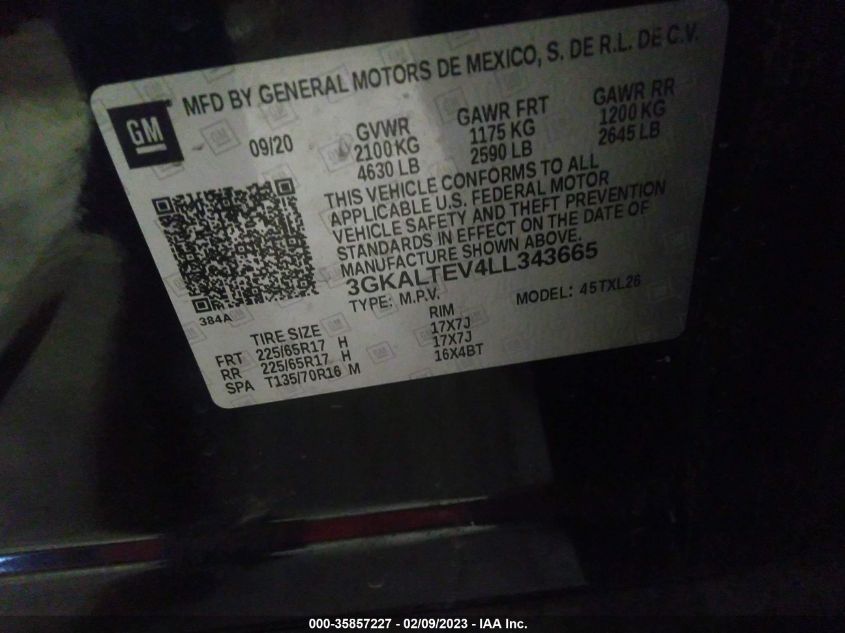 MFD BY GENERAL MOTORS DE MEXICO, S. DE R.L. DE C.V.
GM
09/20
GVWR GAWR FRT GAWR RR
2100 KG 1175 KG 1200 KG
4630 LB 2590 LB 2645 LB
THIS VEHICLE CONFORMS TO ALL
APPLICABLE U.S. FEDERAL MOTOR
VEHICLE SAFETY AND THEFT PREVENTION
STANDARDS IN EFFECT ON THE DATE OF
MANUFACTURE SHOWN ABOVE.
3GKALTEV4LL343665
TYPE: M.P.V. MODEL: 45TXL26
384A
TIRE SIZE RIM
FRT 225/65R17 H 17X7J
RR 225/65R17 H 17X7J
SPA T135/70R16 M 16X4BT
000-35857227 - 02/09/2023 - IAA Inc.